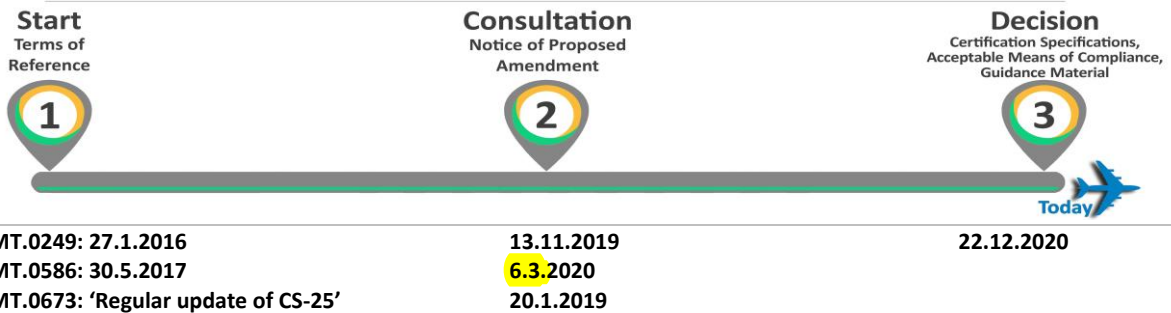 Start
Terms of
Reference
1
Consultation
Notice of Proposed
Amendment
2
Decision
Certification Specifications,
Acceptable Means of Compliance,
Guidance Material
3
Today
MT.0249: 27.1.2016 13.11.2019 22.12.2020
MT.0586: 30.5.2017 6.3.2020
MT.0673: ‘Regular update of CS-25’ 20.1.2019